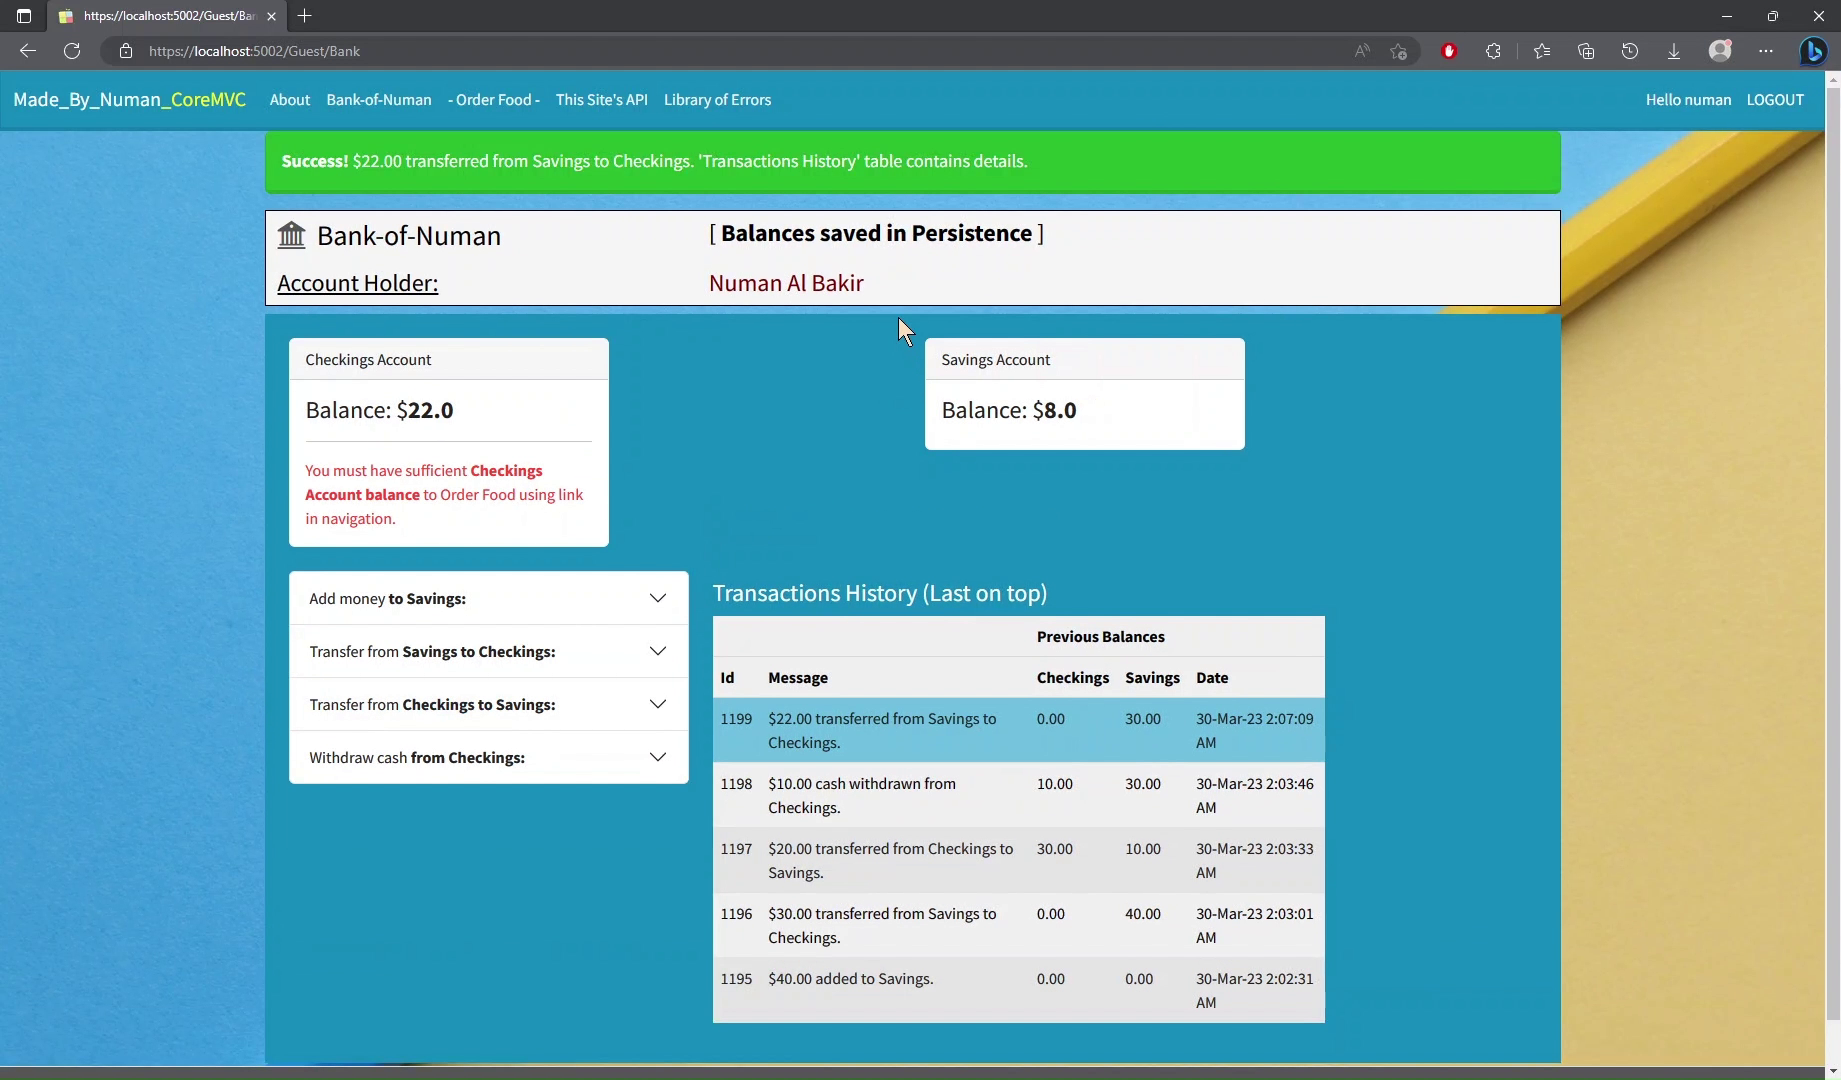 https://localhost:5002/Guest/Ban
https://localhost:5002/Guest/Bank
Made_By_Numan_CoreMVC About Bank-of-Numan - Order Food - This Site's API Library of Errors Hello numan LOGOUT
Success! $22.00 transferred from Savings to Checkings. 'Transactions History' table contains details.
Bank-of-Numan [ Balances saved in Persistence ]
Account Holder: Numan Al Bakir
Checkings Account
Balance: $22.0
You must have sufficient Checkings
Account balance to Order Food using link
in navigation.
Savings Account
Balance: $8.0
Add money to Savings:
Transfer from Savings to Checkings:
Transfer from Checkings to Savings:
Withdraw cash from Checkings:
Transactions History (Last on top)
Previous Balances
Id Message Checkings Savings Date
1199 $22.00 transferred from Savings to 0.00 30.00 30-Mar-23 2:07:09
Checkings. AM
1198 $10.00 cash withdrawn from 10.00 30.00 30-Mar-23 2:03:46
Checkings. AM
1197 $20.00 transferred from Checkings to 30.00 10.00 30-Mar-23 2:03:33
Savings. AM
1196 $30.00 transferred from Savings to 0.00 40.00 30-Mar-23 2:03:01
Checkings. AM
1195 $40.00 added to Savings. 0.00 0.00 30-Mar-23 2:02:31
AM